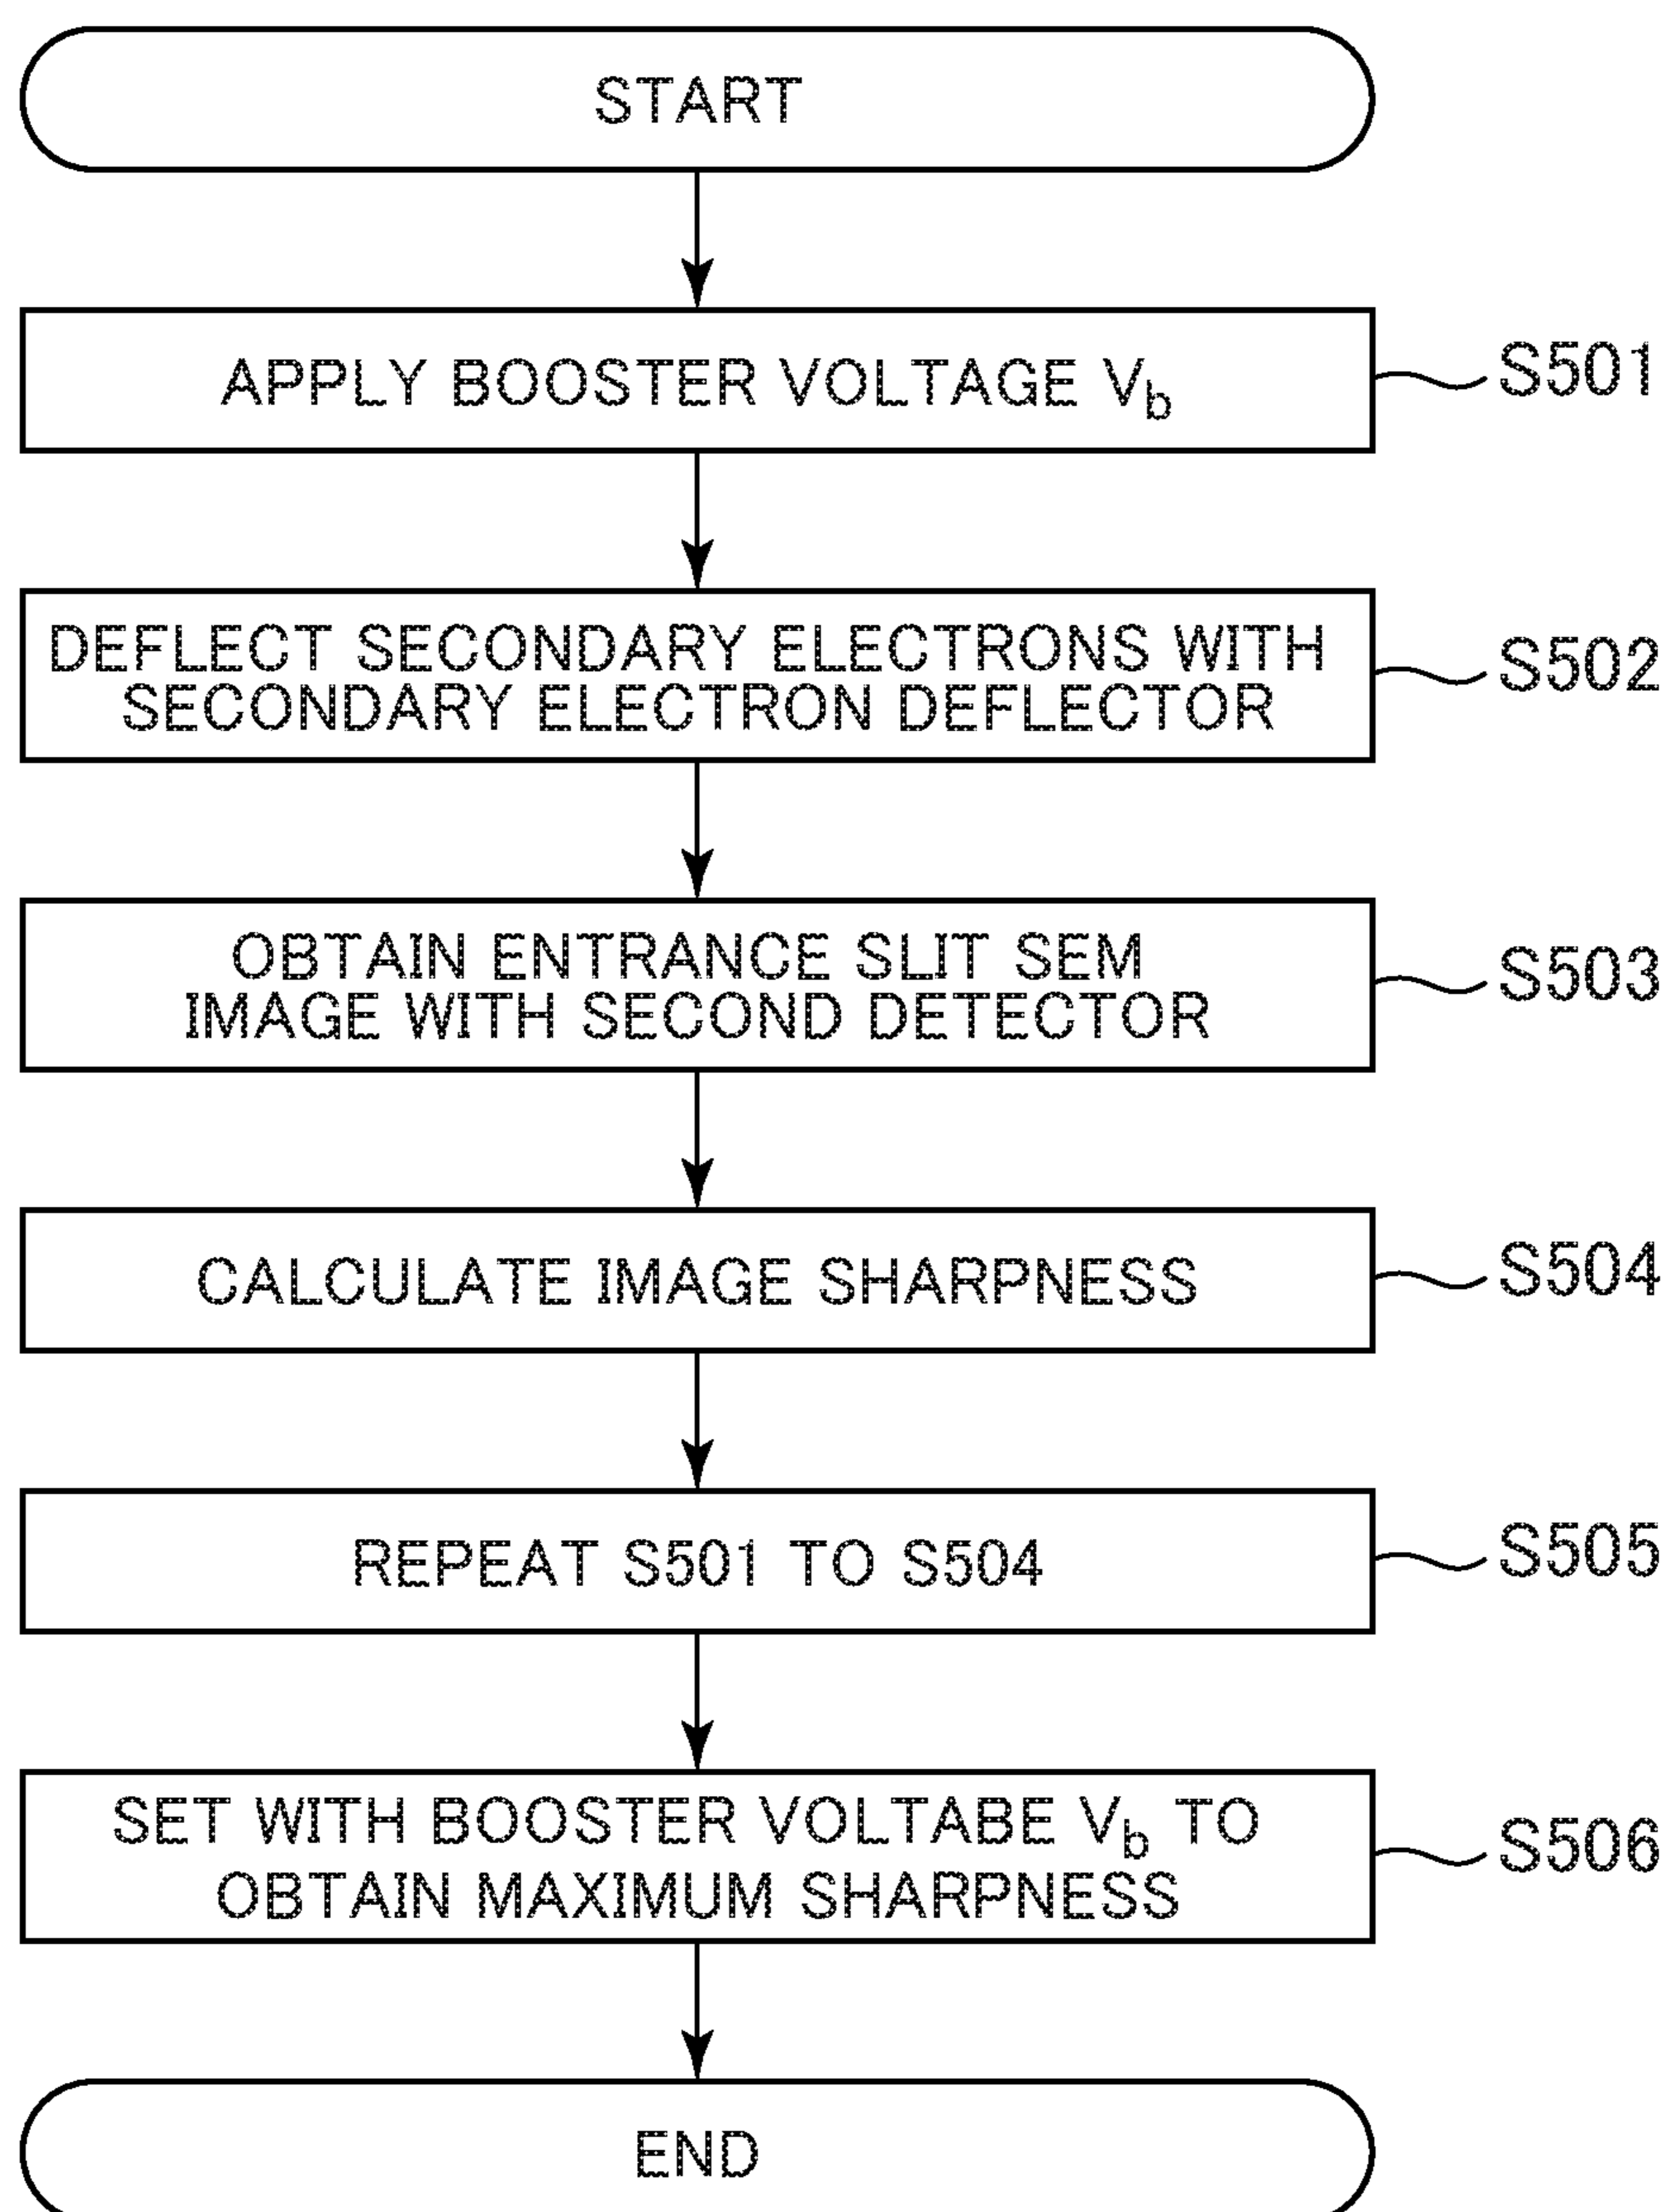 START
APPLY BOOSTER VOLTAGE Vb
S501
DEFLECT SECONDARY ELECTRONS WITH
SECONDARY ELECTRON DEFLECTOR
S502
OBTAIN ENTRANCE SLIT SEM
IMAGE WITH SECOND DETECTOR
S503
CALCULATE IMAGE SHARPNESS
S504
REPEAT S501 TO S504
S505
SET WITH BOOSTER VOLTABE Vb TO
OBTAIN MAXIMUM SHARPNESS
S506
END